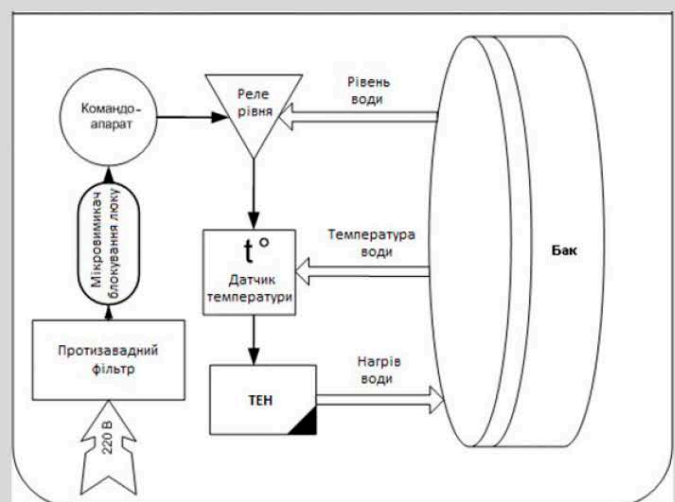 Командо-
апарат
Реле
рівня
Рівень
води
Мікровимикач
блокування люку
t°
Датчик
температури
Температура
води
Бак
Протизавадний
фільтр
ТЕН
Нагрів
води
220 В